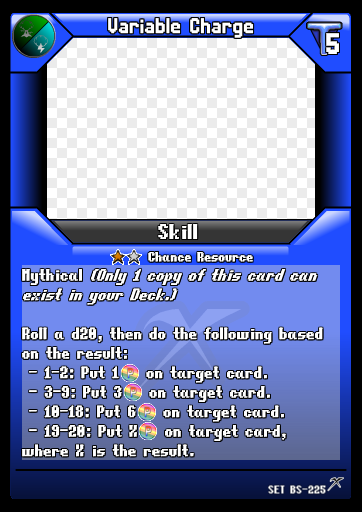 Variable Charge
T5
Skill
Chance Resource
Mythical (Only 1 copy of this card can
exist in your Deck.)
Roll a d20, then do the following based
on the result:
- 1-2: Put 1 P on target card.
- 3-9: Put 3 P on target card.
- 10-18: Put 6 P on target card.
- 19-20: Put X P on target card,
where X is the result.
SET BS-225